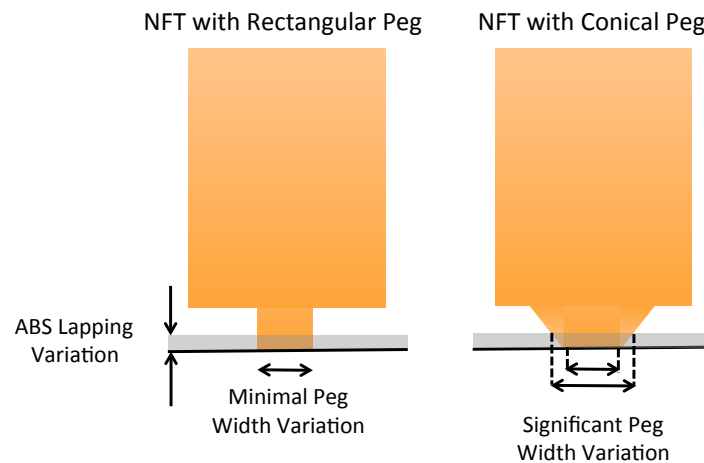 NFT with Rectangular Peg
NFT with Conical Peg
ABS Lapping
Variation
Minimal Peg
Width Variation
Significant Peg
Width Variation